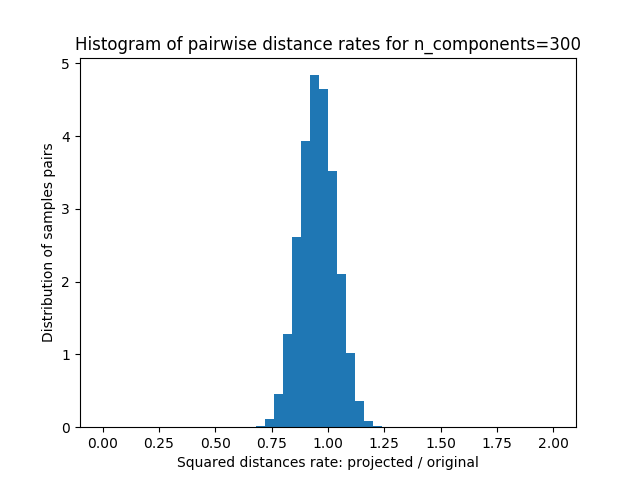 Histogram of pairwise distance rates for n_components=300
Distribution of samples pairs
5
4
3
2
1
0
0.00 0.25 0.50 0.75 1.00 1.25 1.50 1.75 2.00
Squared distances rate: projected / original